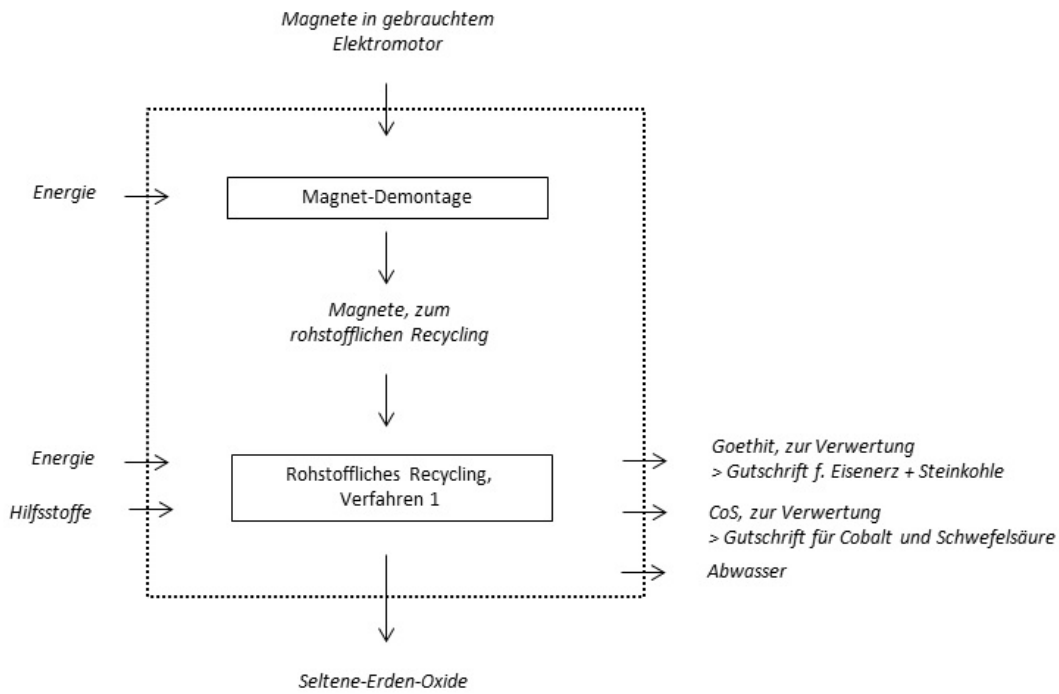 Magnete in gebrauchtem
Elektromotor
Energie
Magnet-Demontage
Magnete, zum
rohstofflichen Recycling
Energie
Hilfsstoffe
Rohstoffliches Recycling,
Verfahren 1
Goethit, zur Verwertung
> Gutschrift f. Eisenerz + Steinkohle
CoS, zur Verwertung
> Gutschrift für Cobalt und Schwefelsäure
Abwasser
Seltene-Erden-Oxide